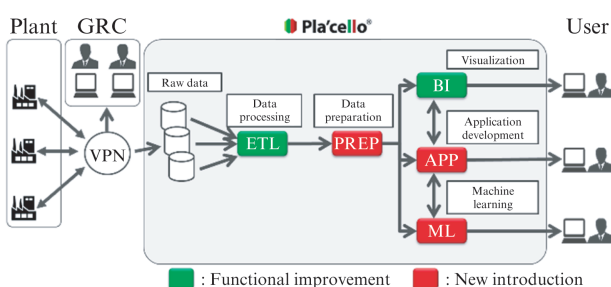 Plant
GRC
Pla'cello®
User
Raw data
Visualization
Data
processing
Data
preparation
BI
Application
development
VPN
ETL
PREP
APP
Machine
learning
ML
: Functional improvement
: New introduction